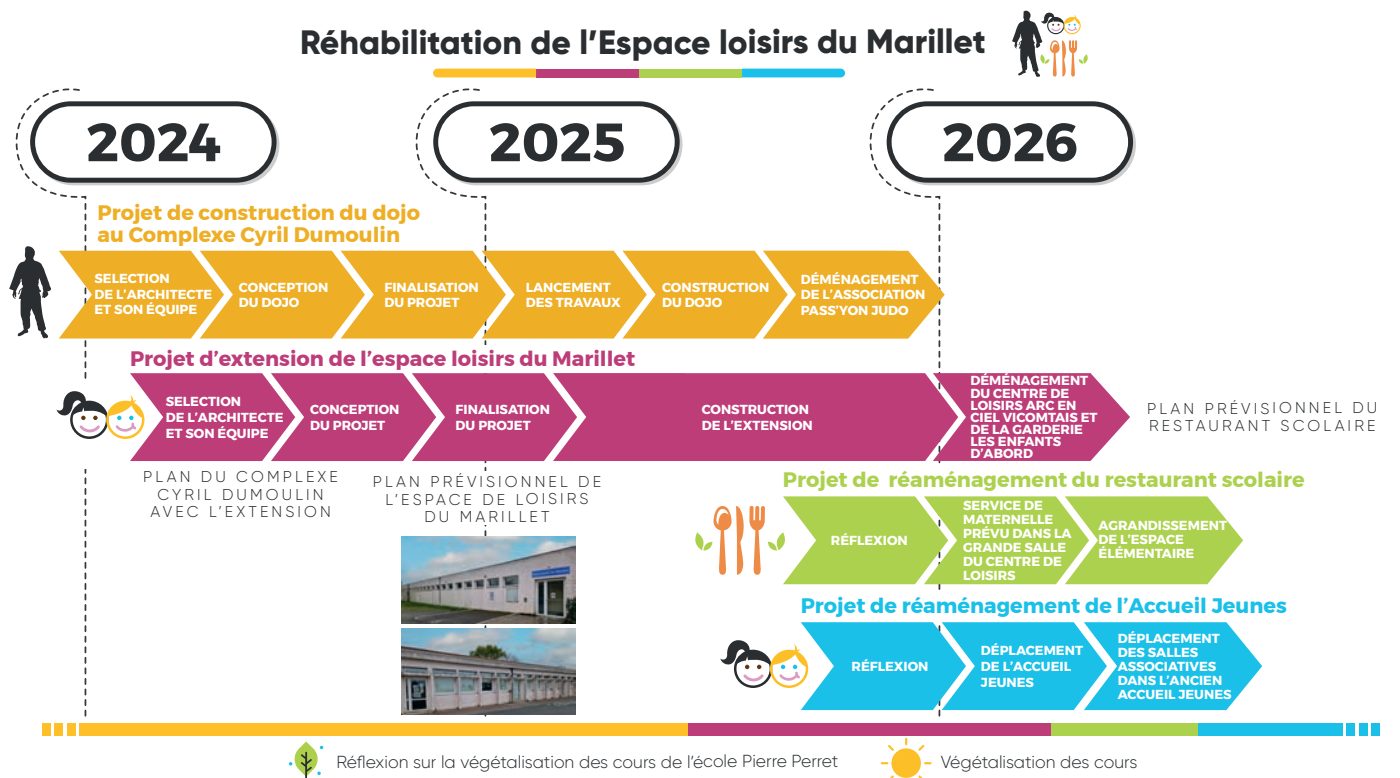 Réhabilitation de l'Espace loisirs du Marillet
2024
2025
2026
Projet de construction du dojo
au Complexe Cyril Dumoulin
SELECTION
DE L'ARCHITECTE
ET SON ÉQUIPE
CONCEPTION
DU DOJO
FINALISATION
DU PROJET
LANCEMENT
DES TRAVAUX
CONSTRUCTION
DU DOJO
DÉMÉNAGEMENT
DE L'ASSOCIATION
PASS'YON JUDO
Projet d'extension de l'espace loisirs du Marillet
SELECTION
DE L'ARCHITECTE
ET SON ÉQUIPE
CONCEPTION
DU PROJET
FINALISATION
DU PROJET
CONSTRUCTION
DE L'EXTENSION
DÉMÉNAGEMENT
DU CENTRE DE
LOISIRS ARC EN
CIEL VICOMTAIS ET
DE LA GARDERIE
LES ENFANTS
D'ABORD
PLAN PRÉVISIONNEL DU
RESTAURANT SCOLAIRE
PLAN DU COMPLEXE
CYRIL DUMOULIN
AVEC L'EXTENSION
PLAN PRÉVISIONNEL DE
L'ESPACE DE LOISIRS
DU MARILLET
Projet de réaménagement du restaurant scolaire
RÉFLEXION
SERVICE DE
MATERNELLE
PRÉVU DANS LA
GRANDE SALLE
DU CENTRE DE
LOISIRS
AGRANDISSEMENT
DE L'ESPACE
ÉLÉMENTAIRE
Projet de réaménagement de l'Accueil Jeunes
RÉFLEXION
DÉPLACEMENT
DE L'ACCUEIL
JEUNES
DÉPLACEMENT
DES SALLES
ASSOCIATIVES
DANS L'ANCIEN
ACCUEIL JEUNES
Réflexion sur la végétalisation des cours de l'école Pierre Perret
Végétalisation des cours